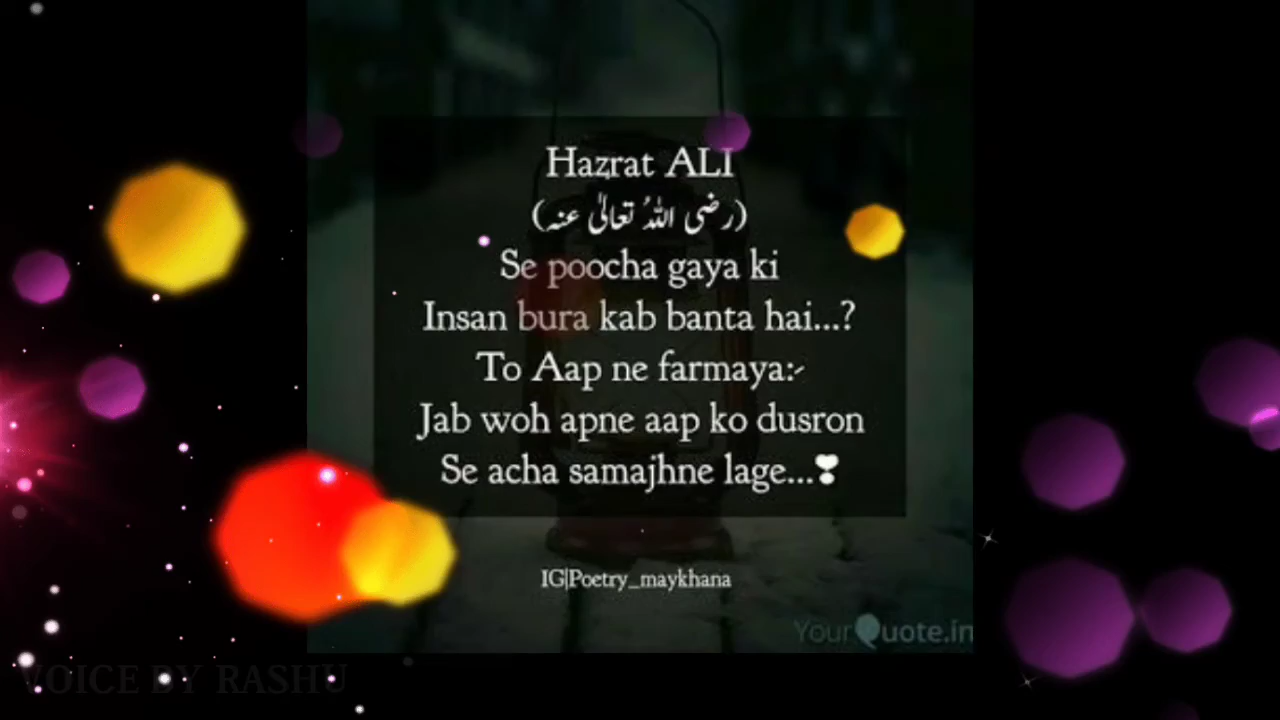 Hazrat ALI
(رضی اللہُ تعالیٰ عنہ)
Se poocha gaya ki
Insan bura kab banta hai...?
To Aap ne farmaya:-
Jab woh apne aap ko dusron
Se acha samajhne lage...❣
IG|Poetry_maykhana
YourQuote.in
VOICE BY RASHU